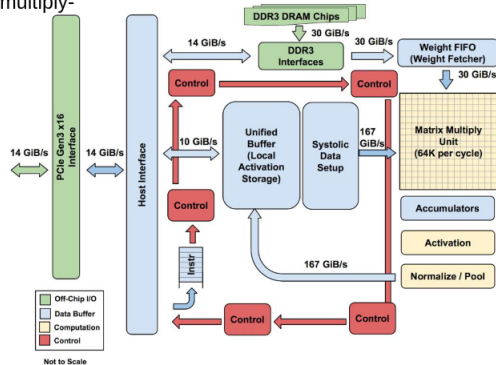 multiply-
DDR3 DRAM Chips
14 GiB/s
30 GiB/s
30 GiB/s
DDR3
Interfaces
Weight FIFO
(Weight Fetcher)
30 GiB/s
Control
Control
PCIe Gen3 x16
Interface
Host Interface
14 GiB/s
14 GiB/s
10 GiB/s
Unified
Buffer
(Local
Activation
Storage)
Systolic
Data
Setup
167
GiB/s
Matrix Multiply
Unit
(64K per cycle)
Control
Accumulators
Activation
Instr
167 GiB/s
Normalize / Pool
Control
Control
Off-Chip I/O
Data Buffer
Computation
Control
Not to Scale